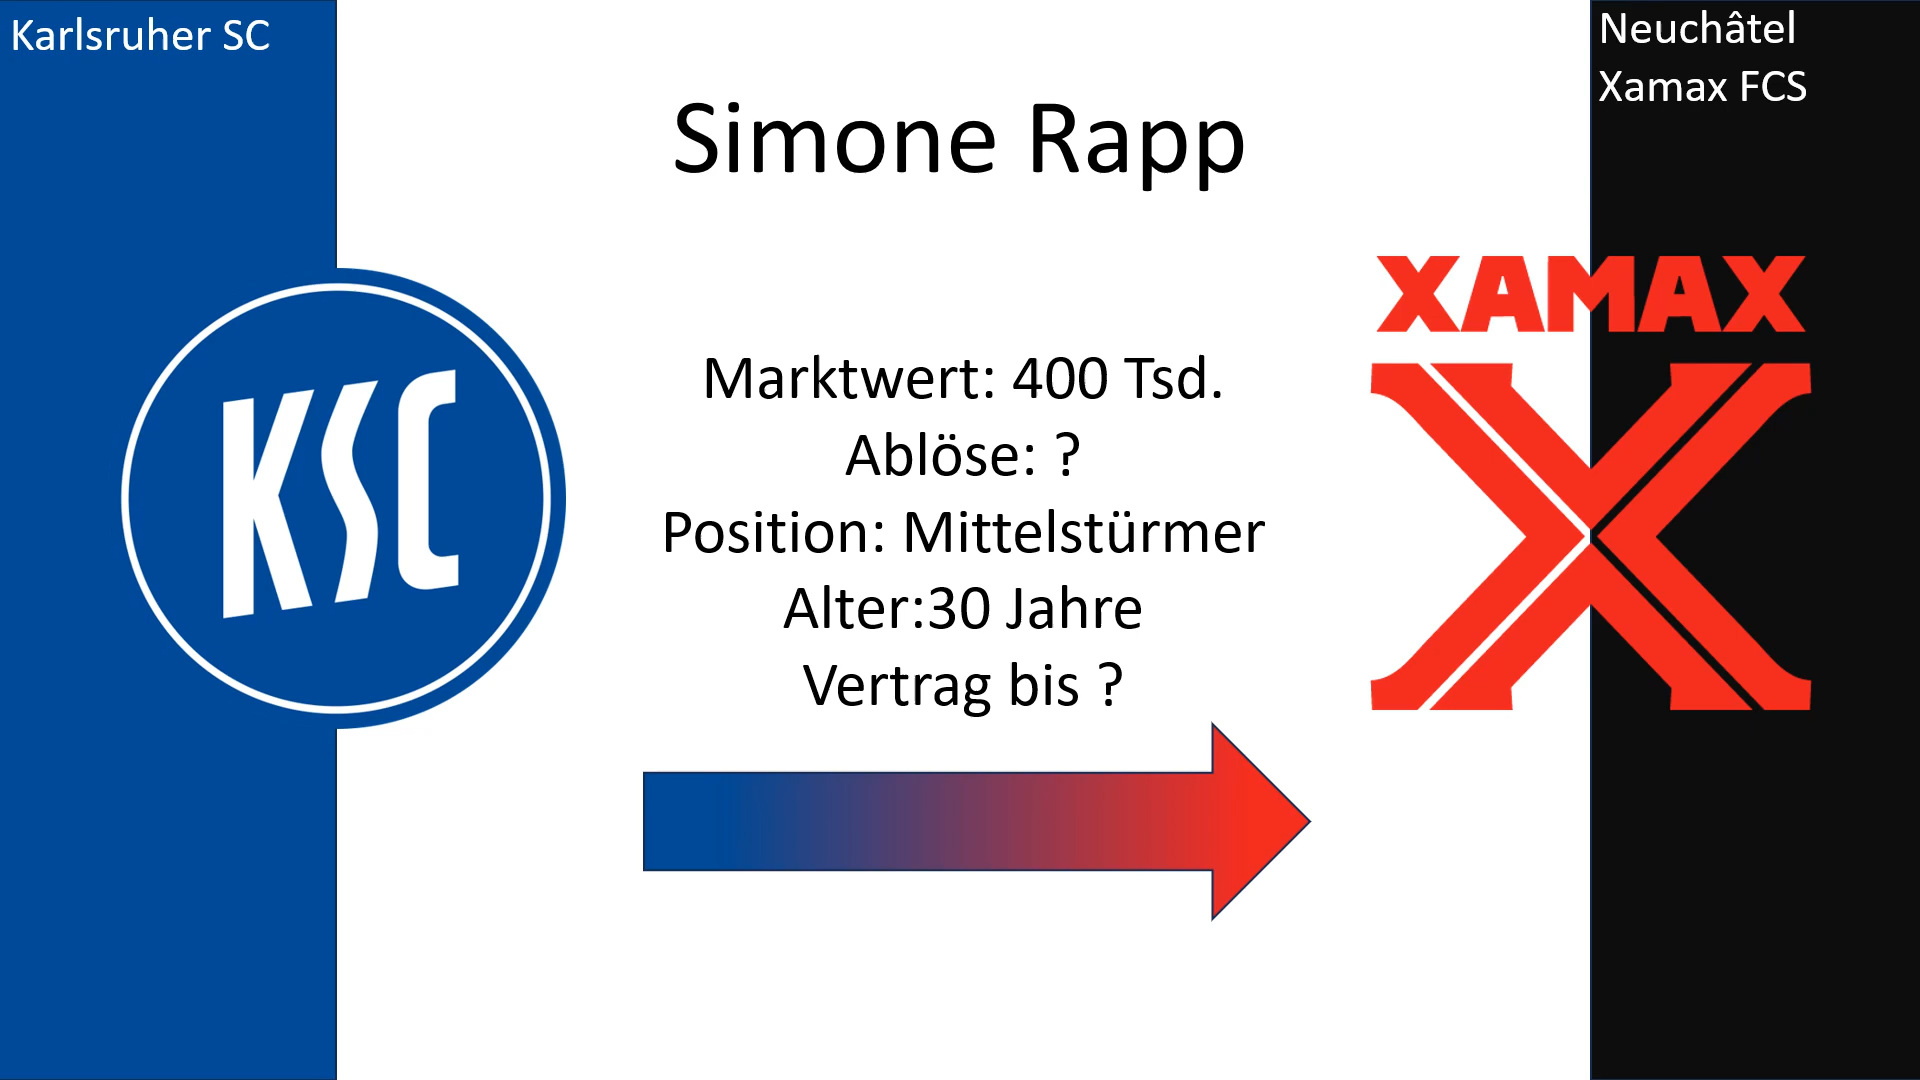 Karlsruher SC
Neuchâtel
Xamax FCS
Simone Rapp
KSC
XAMAX
X
Marktwert: 400 Tsd.
Ablöse: ?
Position: Mittelstürmer
Alter:30 Jahre
Vertrag bis ?